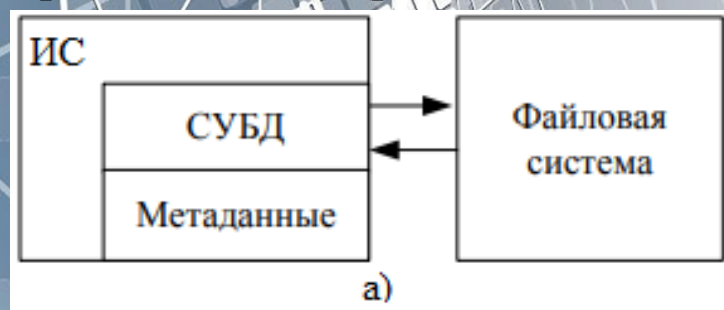 ИС
СУБД
Метаданные
Файловая
система
а)